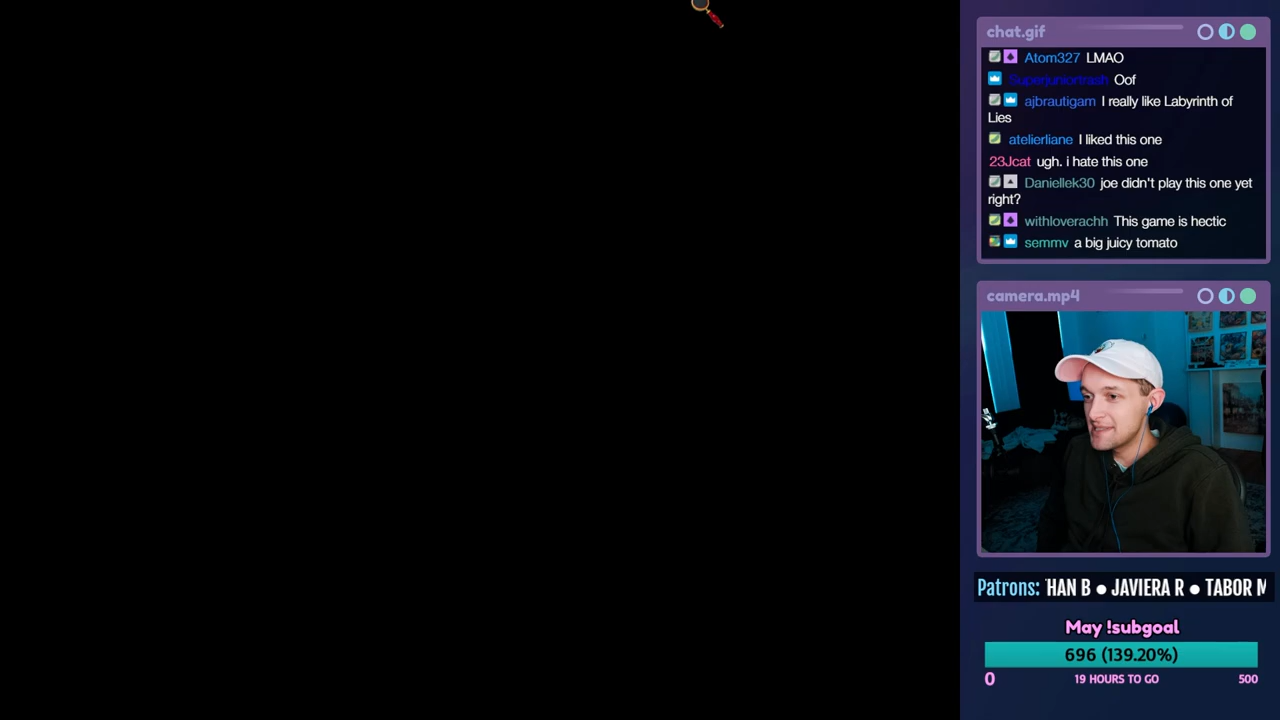 chat.gif
Atom327 LMAO
Superjuniortrash Oof
ajbrautigam I really like Labyrinth of
Lies
atelierliane I liked this one
23Jcat ugh. i hate this one
Daniellek30 joe didn't play this one yet
right?
withloverachh This game is hectic
semmv a big juicy tomato
camera.mp4
Patrons: HAN B ● JAVIERA R ● TABOR M
May !subgoal
696 (139.20%)
0 19 HOURS TO GO 500